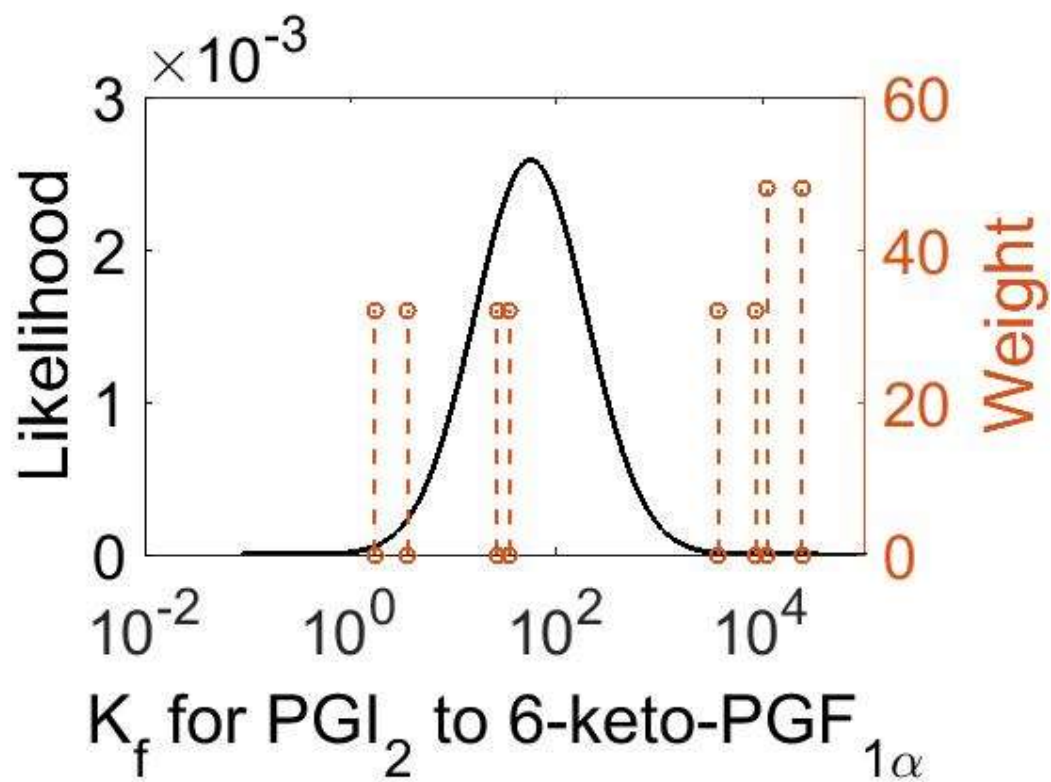 ×10⁻³
3
2
1
0
Likelihood
60
40
20
0
Weight
10⁻² 10⁰ 10² 10⁴
K_f for PGI₂ to 6-keto-PGF₁α